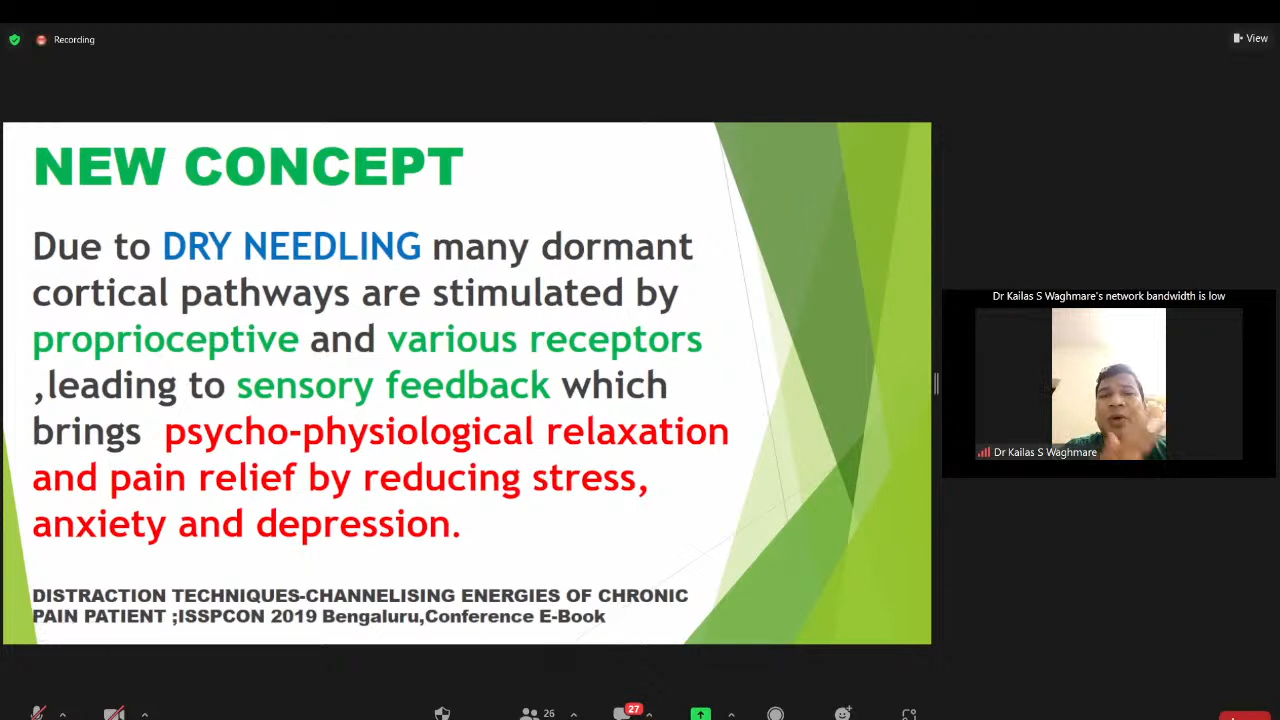 Recording
View
NEW CONCEPT
Due to DRY NEEDLING many dormant
cortical pathways are stimulated by
proprioceptive and various receptors
,leading to sensory feedback which
brings psycho-physiological relaxation
and pain relief by reducing stress,
anxiety and depression.
DISTRACTION TECHNIQUES-CHANNELISING ENERGIES OF CHRONIC
PAIN PATIENT ;ISSPCON 2019 Bengaluru,Conference E-Book
Dr Kailas S Waghmare's network bandwidth is low
Dr Kailas S Waghmare
26
27